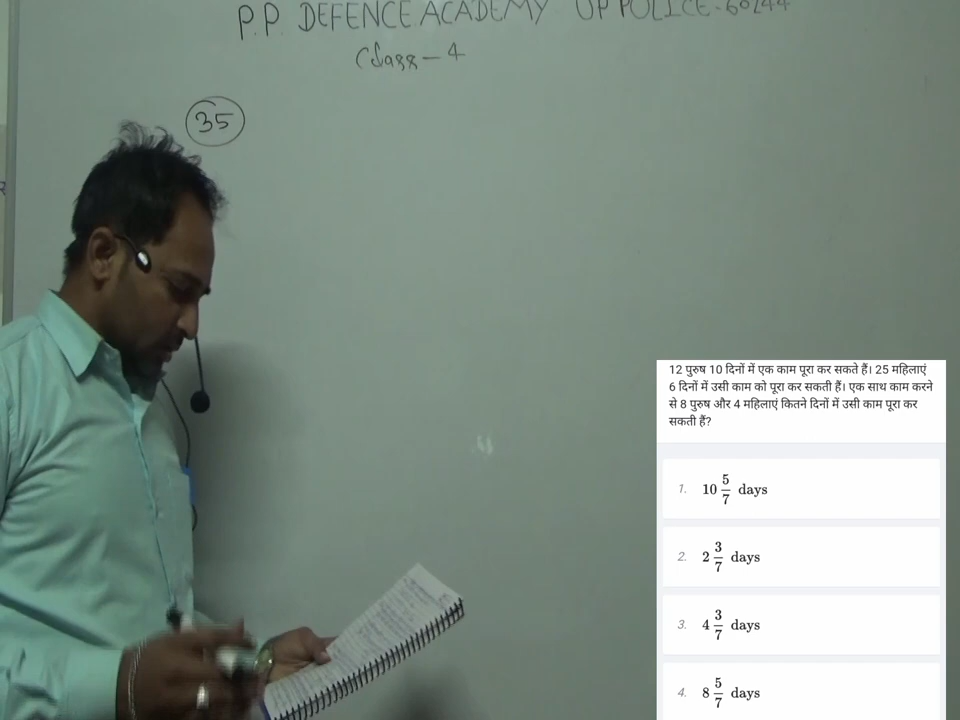 P.P. DEFENCE ACADEMY UP POLICE-60244
Class-4
35
12 पुरुष 10 दिनों में एक काम पूरा कर सकते हैं। 25 महिलाएं
6 दिनों में उसी काम को पूरा कर सकती हैं। एक साथ काम करने
से 8 पुरुष और 4 महिलाएं कितने दिनों में उसी काम पूरा कर
सकती हैं?
1. 10 5/7 days
2. 2 3/7 days
3. 4 3/7 days
4. 8 5/7 days